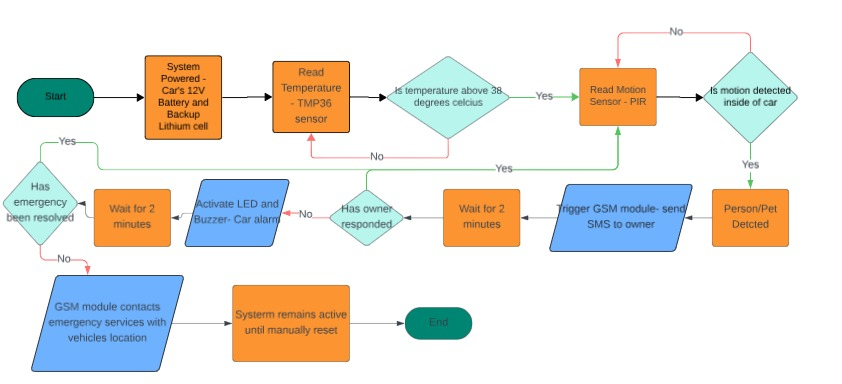 No
System
Powered -
Car's 12V
Battery and
Backup
Lithium cell
Read
Temperature
- TMP36
sensor
Start
Is temperature above 38
degrees celcius
Yes
Read Motion
Sensor - PIR
Is motion detected
inside of car
No
Yes
Yes
Yes
Has
emergency
been resolved
Wait for 2
minutes
Activate LED and
Buzzer- Car alarm
No
Has owner
responded
Wait for 2
minutes
Trigger GSM module- send
SMS to owner
Person/Pet
Detcted
No
GSM module contacts
emergency services with
vehicles location
Systerm remains active
until manually reset
End